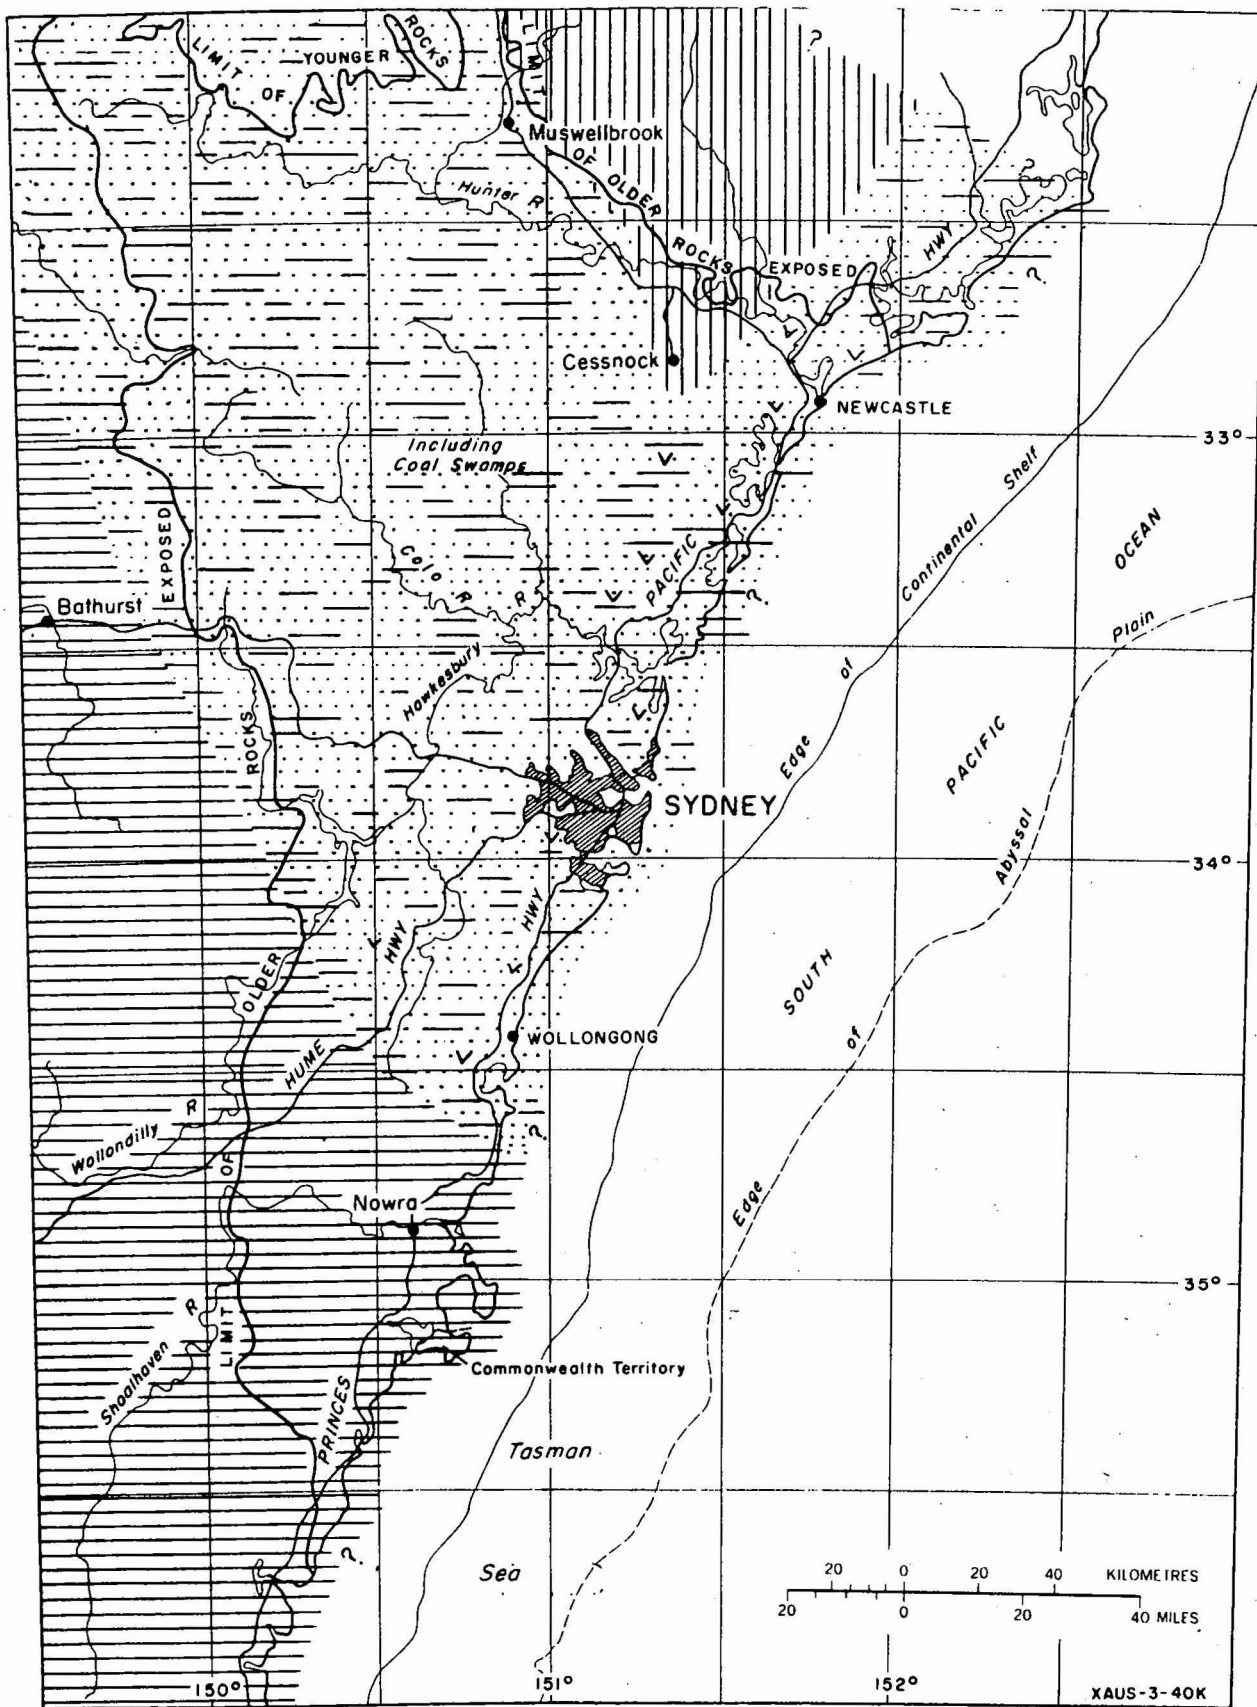 LIMIT OF YOUNGER ROCKS
LIMIT OF OLDER ROCKS EXPOSED
?
Muswellbrook
Hunter R
HWY
?
Cessnock
NEWCASTLE
33°
Including
Coal Swamps
Shelf
EXPOSED
Colo R
R
PACIFIC
Continental
OCEAN
?
Bathurst
of
Plain
Hawkesbury
ROCKS
Edge
PACIFIC
SYDNEY
Abyssal
34°
HWY
HWY
OLDER
SOUTH
WOLLONGONG
of
HUME
?
Wollondilly R
OF
Nowra
Edge
35°
Shoalhaven R
LIMIT
Commonwealth Territory
PRINCES
Tasman
?
Sea
20 0 20 40 KILOMETRES
20 0 20 40 MILES
150° 151° 152°
XAUS-3-40K